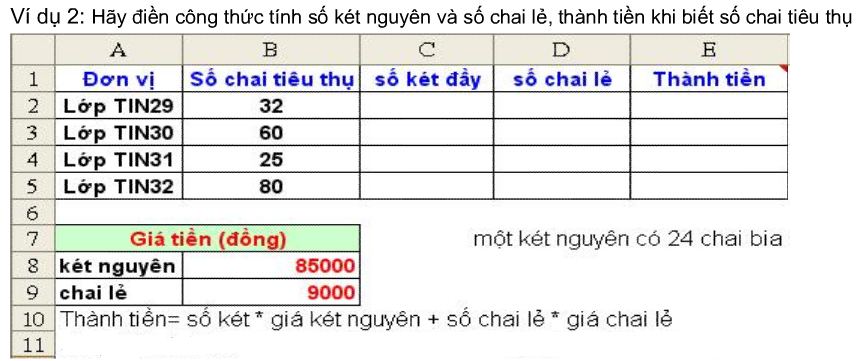 Ví dụ 2: Hãy điền công thức tính số két nguyên và số chai lẻ, thành tiền khi biết số chai tiêu thụ
A B C D E
1 Đơn vị Số chai tiêu thụ số két đầy số chai lẻ Thành tiền
2 Lớp TIN29 32
3 Lớp TIN30 60
4 Lớp TIN31 25
5 Lớp TIN32 80
6
7 Giá tiền (đồng) một két nguyên có 24 chai bia
8 két nguyên 85000
9 chai lẻ 9000
10 Thành tiền= số két * giá két nguyên + số chai lẻ * giá chai lẻ
11